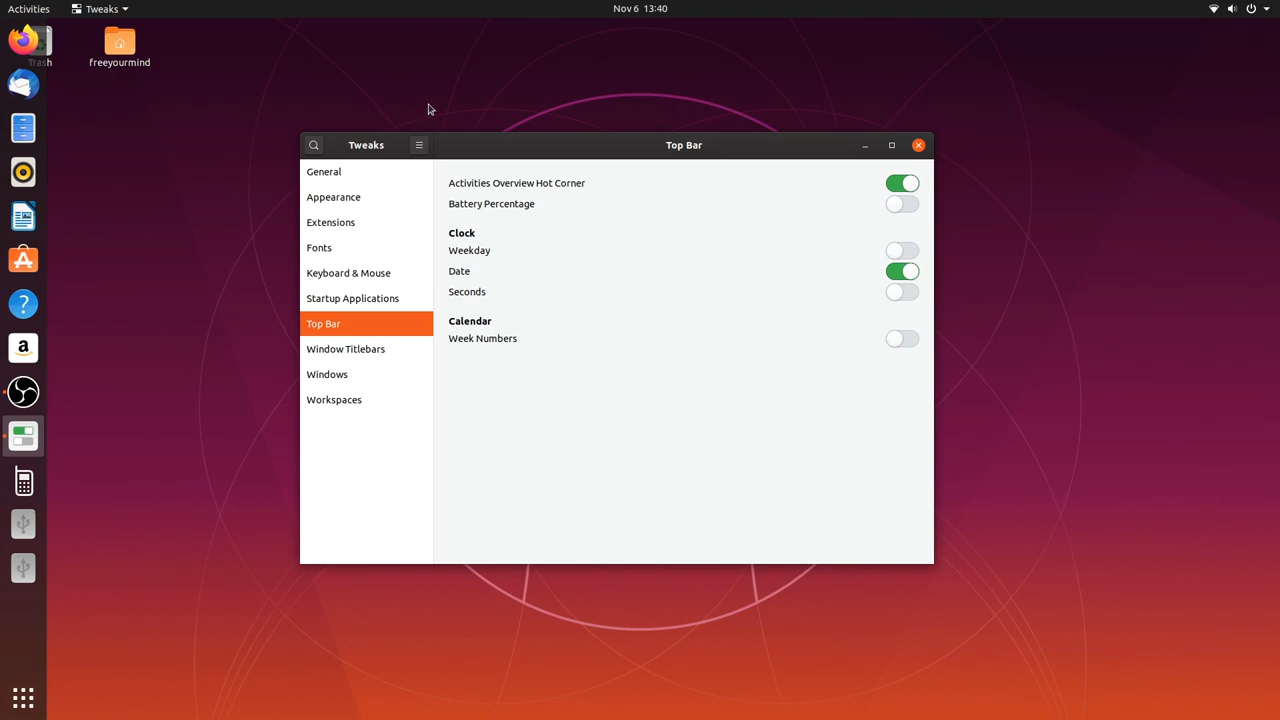 Activities
Tweaks
Nov 6 13:40
Trash
freeyourmind
Tweaks
Top Bar
General
Appearance
Extensions
Fonts
Keyboard & Mouse
Startup Applications
Top Bar
Window Titlebars
Windows
Workspaces
Activities Overview Hot Corner
Battery Percentage
Clock
Weekday
Date
Seconds
Calendar
Week Numbers